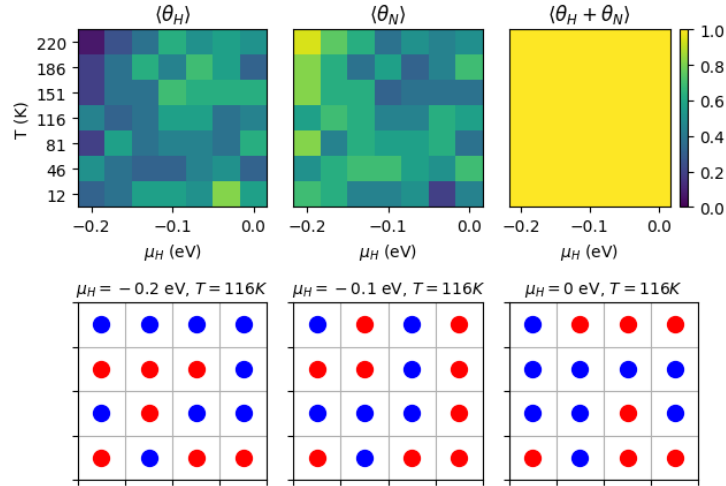 ⟨θ_H⟩ ⟨θ_N⟩ ⟨θ_H + θ_N⟩
T (K)
220
186
151
116
81
46
12
1.0
0.8
0.6
0.4
0.2
0.0
−0.2 −0.1 0.0 −0.2 −0.1 0.0 −0.2 −0.1 0.0
μ_H (eV) μ_H (eV) μ_H (eV)
μ_H = −0.2 eV, T = 116K μ_H = −0.1 eV, T = 116K μ_H = 0 eV, T = 116K